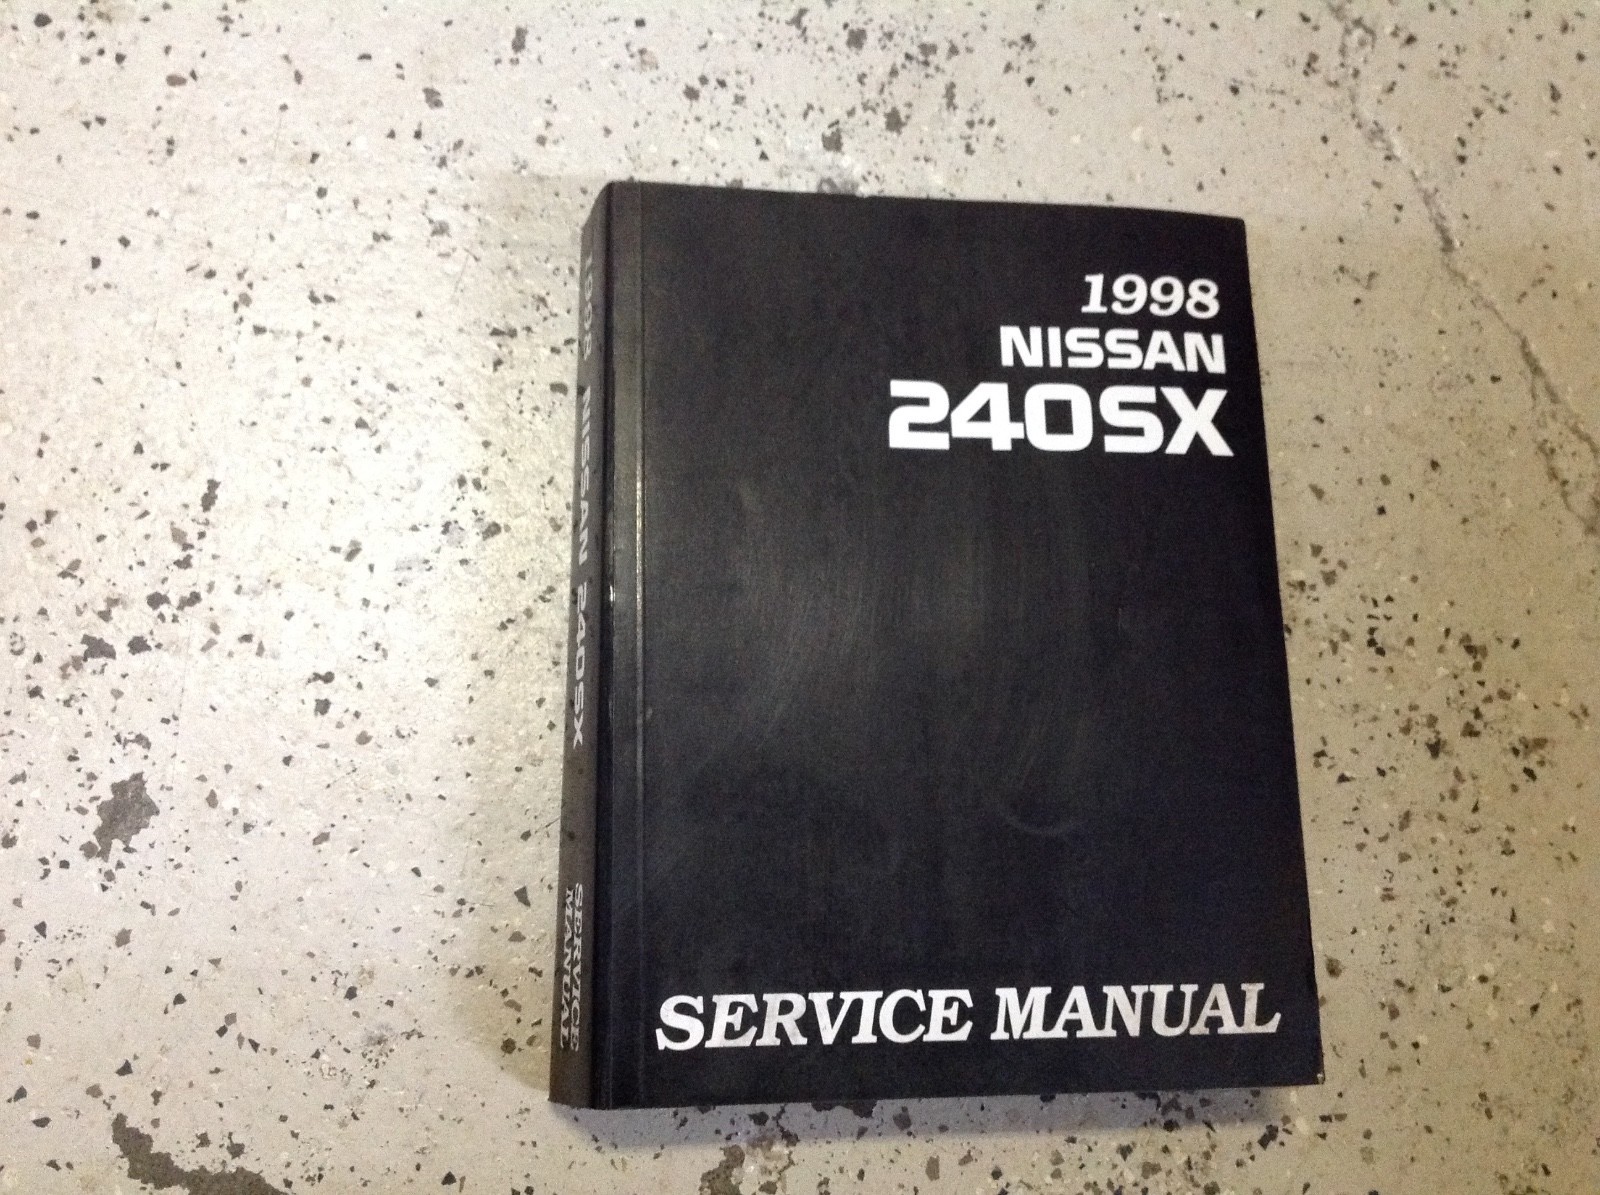 1998
NISSAN
240SX
SERVICE MANUAL
1998 NISSAN 240SX
SERVICE
MANUAL